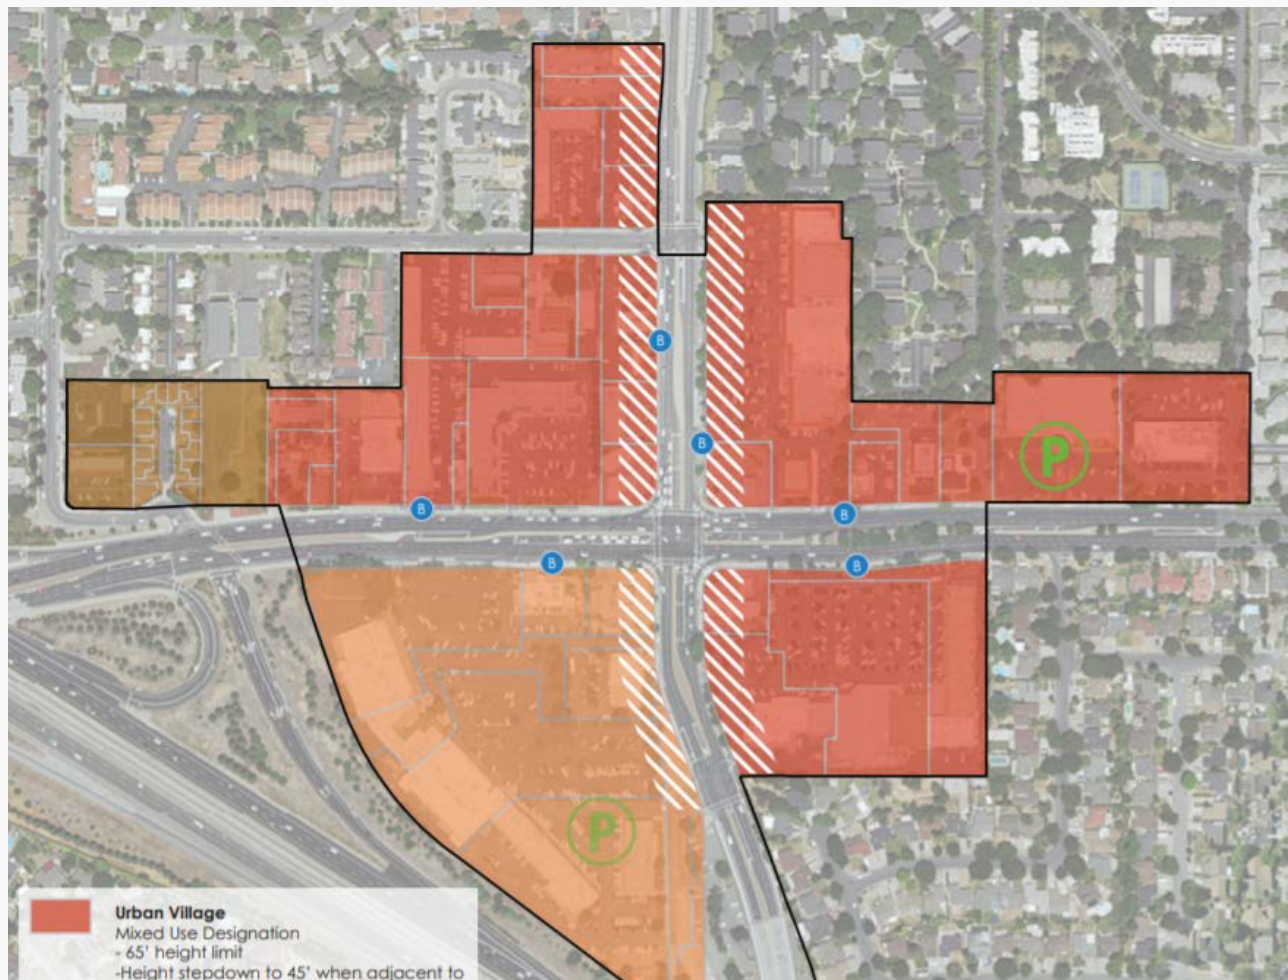 B
B
P
B
B
B
B
P
Urban Village
Mixed Use Designation
- 65' height limit
-Height stepdown to 45' when adjacent to